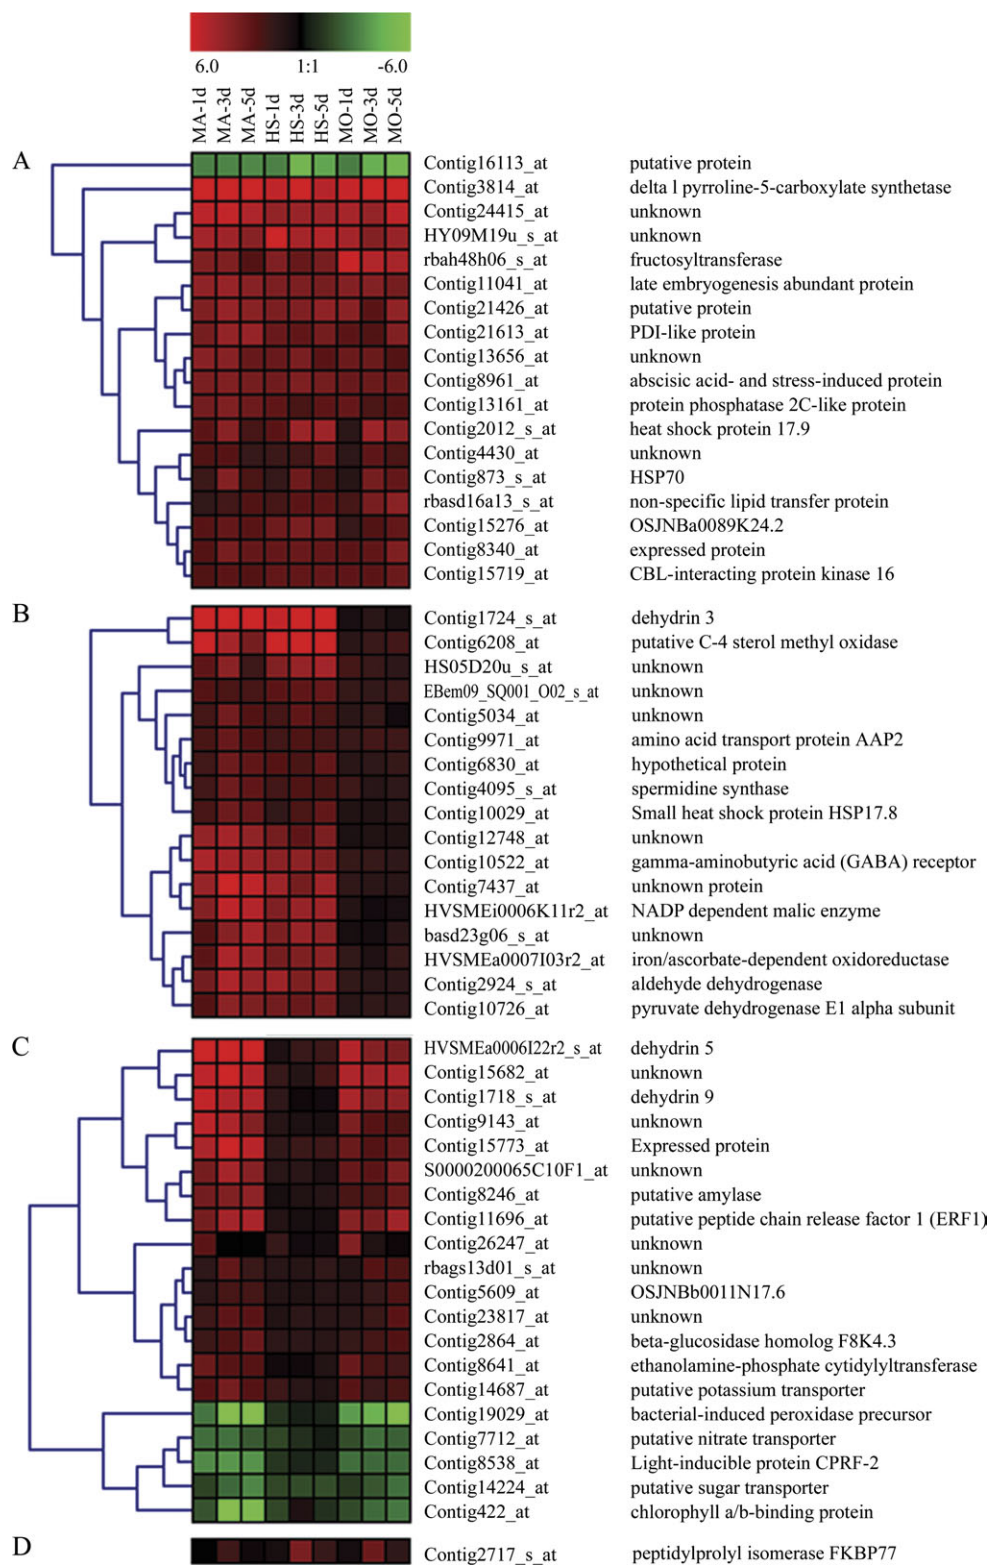 6.0 1:1 -6.0
MA-1d MA-3d MA-5d HS-1d HS-3d HS-5d MO-1d MO-3d MO-5d
A
Contig16113_at putative protein
Contig3814_at delta l pyrroline-5-carboxylate synthetase
Contig24415_at unknown
HY09M19u_s_at unknown
rbah48h06_s_at fructosyltransferase
Contig11041_at late embryogenesis abundant protein
Contig21426_at putative protein
Contig21613_at PDI-like protein
Contig13656_at unknown
Contig8961_at abscisic acid- and stress-induced protein
Contig13161_at protein phosphatase 2C-like protein
Contig2012_s_at heat shock protein 17.9
Contig4430_at unknown
Contig873_s_at HSP70
rbasd16a13_s_at non-specific lipid transfer protein
Contig15276_at OSJNBa0089K24.2
Contig8340_at expressed protein
Contig15719_at CBL-interacting protein kinase 16
B
Contig1724_s_at dehydrin 3
Contig6208_at putative C-4 sterol methyl oxidase
HS05D20u_s_at unknown
EBem09_SQ001_O02_s_at unknown
Contig5034_at unknown
Contig9971_at amino acid transport protein AAP2
Contig6830_at hypothetical protein
Contig4095_s_at spermidine synthase
Contig10029_at Small heat shock protein HSP17.8
Contig12748_at unknown
Contig10522_at gamma-aminobutyric acid (GABA) receptor
Contig7437_at unknown protein
HVSMEi0006K11r2_at NADP dependent malic enzyme
basd23g06_s_at unknown
HVSMEa0007I03r2_at iron/ascorbate-dependent oxidoreductase
Contig2924_s_at aldehyde dehydrogenase
Contig10726_at pyruvate dehydrogenase E1 alpha subunit
C
HVSMEa0006I22r2_s_at dehydrin 5
Contig15682_at unknown
Contig1718_s_at dehydrin 9
Contig9143_at unknown
Contig15773_at Expressed protein
S0000200065C10F1_at unknown
Contig8246_at putative amylase
Contig11696_at putative peptide chain release factor 1 (ERF1)
Contig26247_at unknown
rbags13d01_s_at unknown
Contig5609_at OSJNBb0011N17.6
Contig23817_at unknown
Contig2864_at beta-glucosidase homolog F8K4.3
Contig8641_at ethanolamine-phosphate cytidylyltransferase
Contig14687_at putative potassium transporter
Contig19029_at bacterial-induced peroxidase precursor
Contig7712_at putative nitrate transporter
Contig8538_at Light-inducible protein CPRF-2
Contig14224_at putative sugar transporter
Contig422_at chlorophyll a/b-binding protein
D
Contig2717_s_at peptidylprolyl isomerase FKBP77